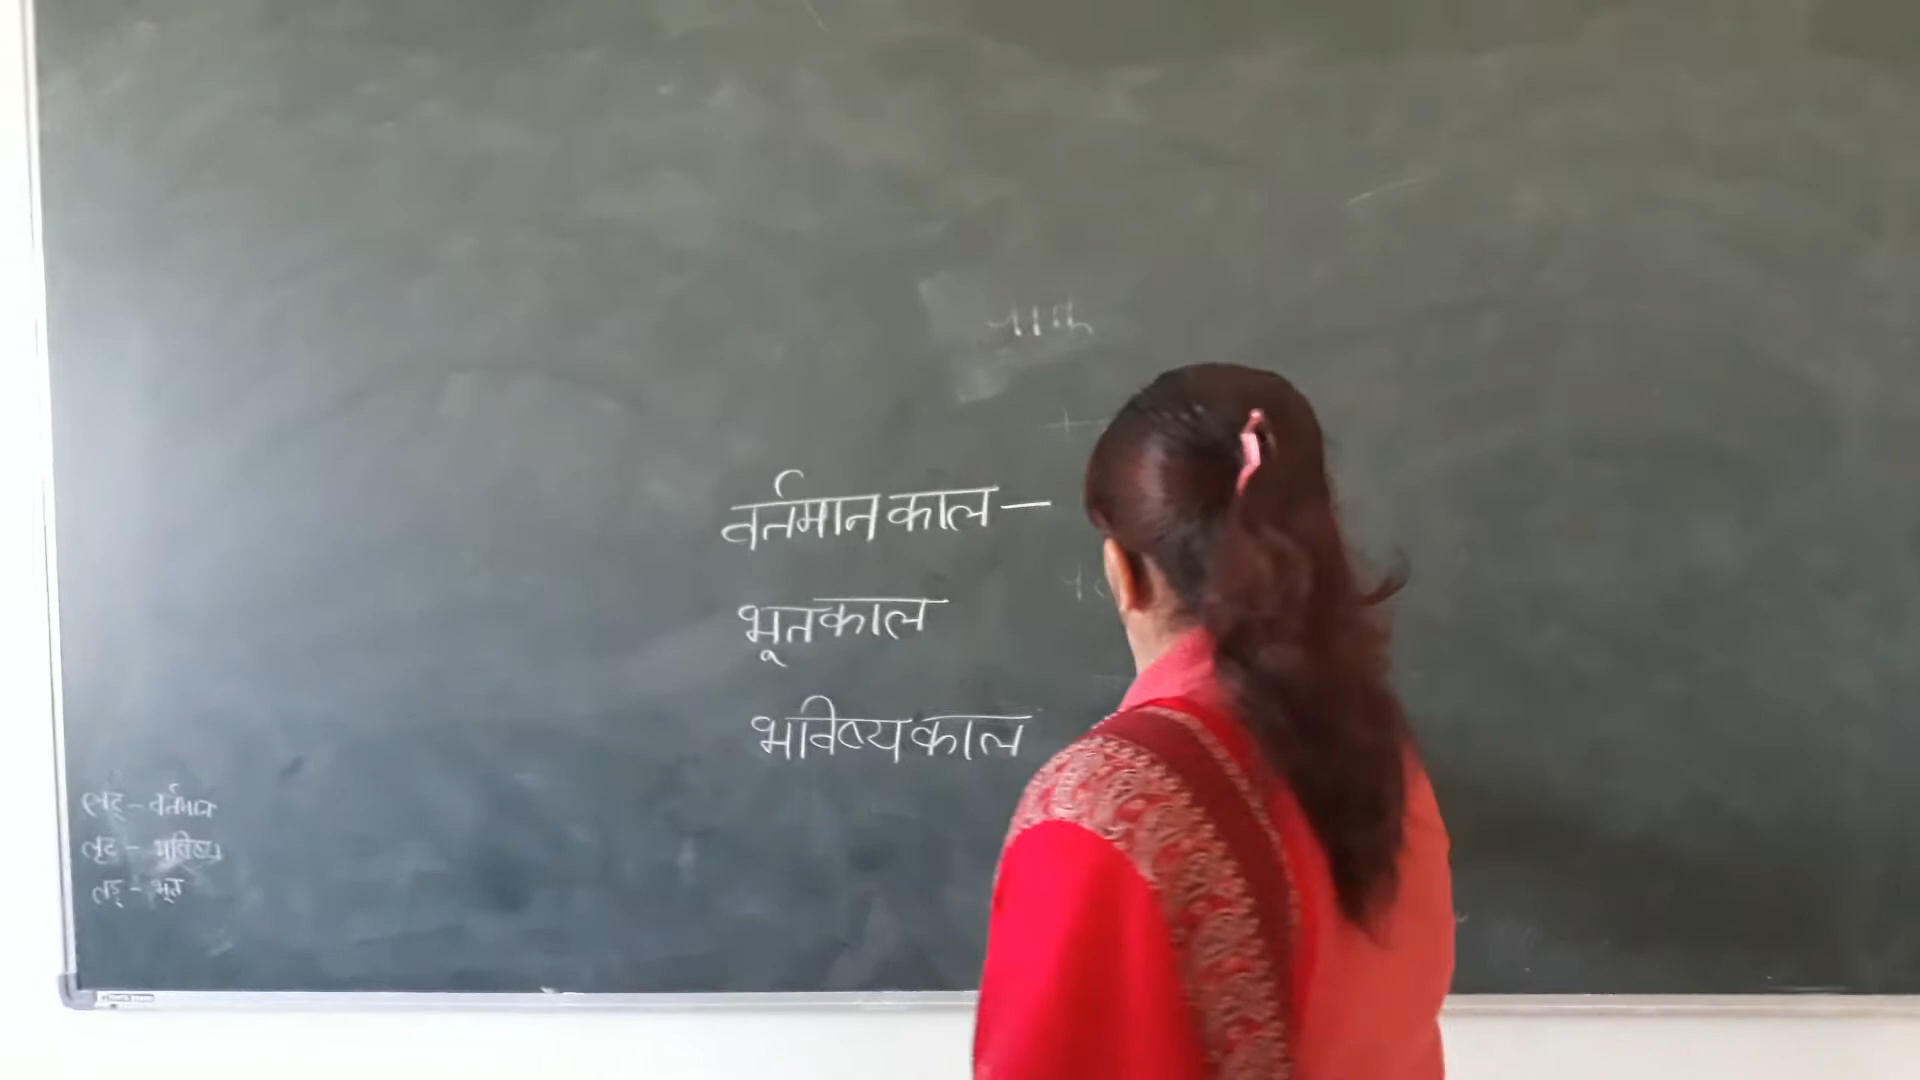 वर्तमान काल —
भूतकाल
भविष्यकाल
लट् – वर्तमान
लृट – भविष्य
लङ् – भूत